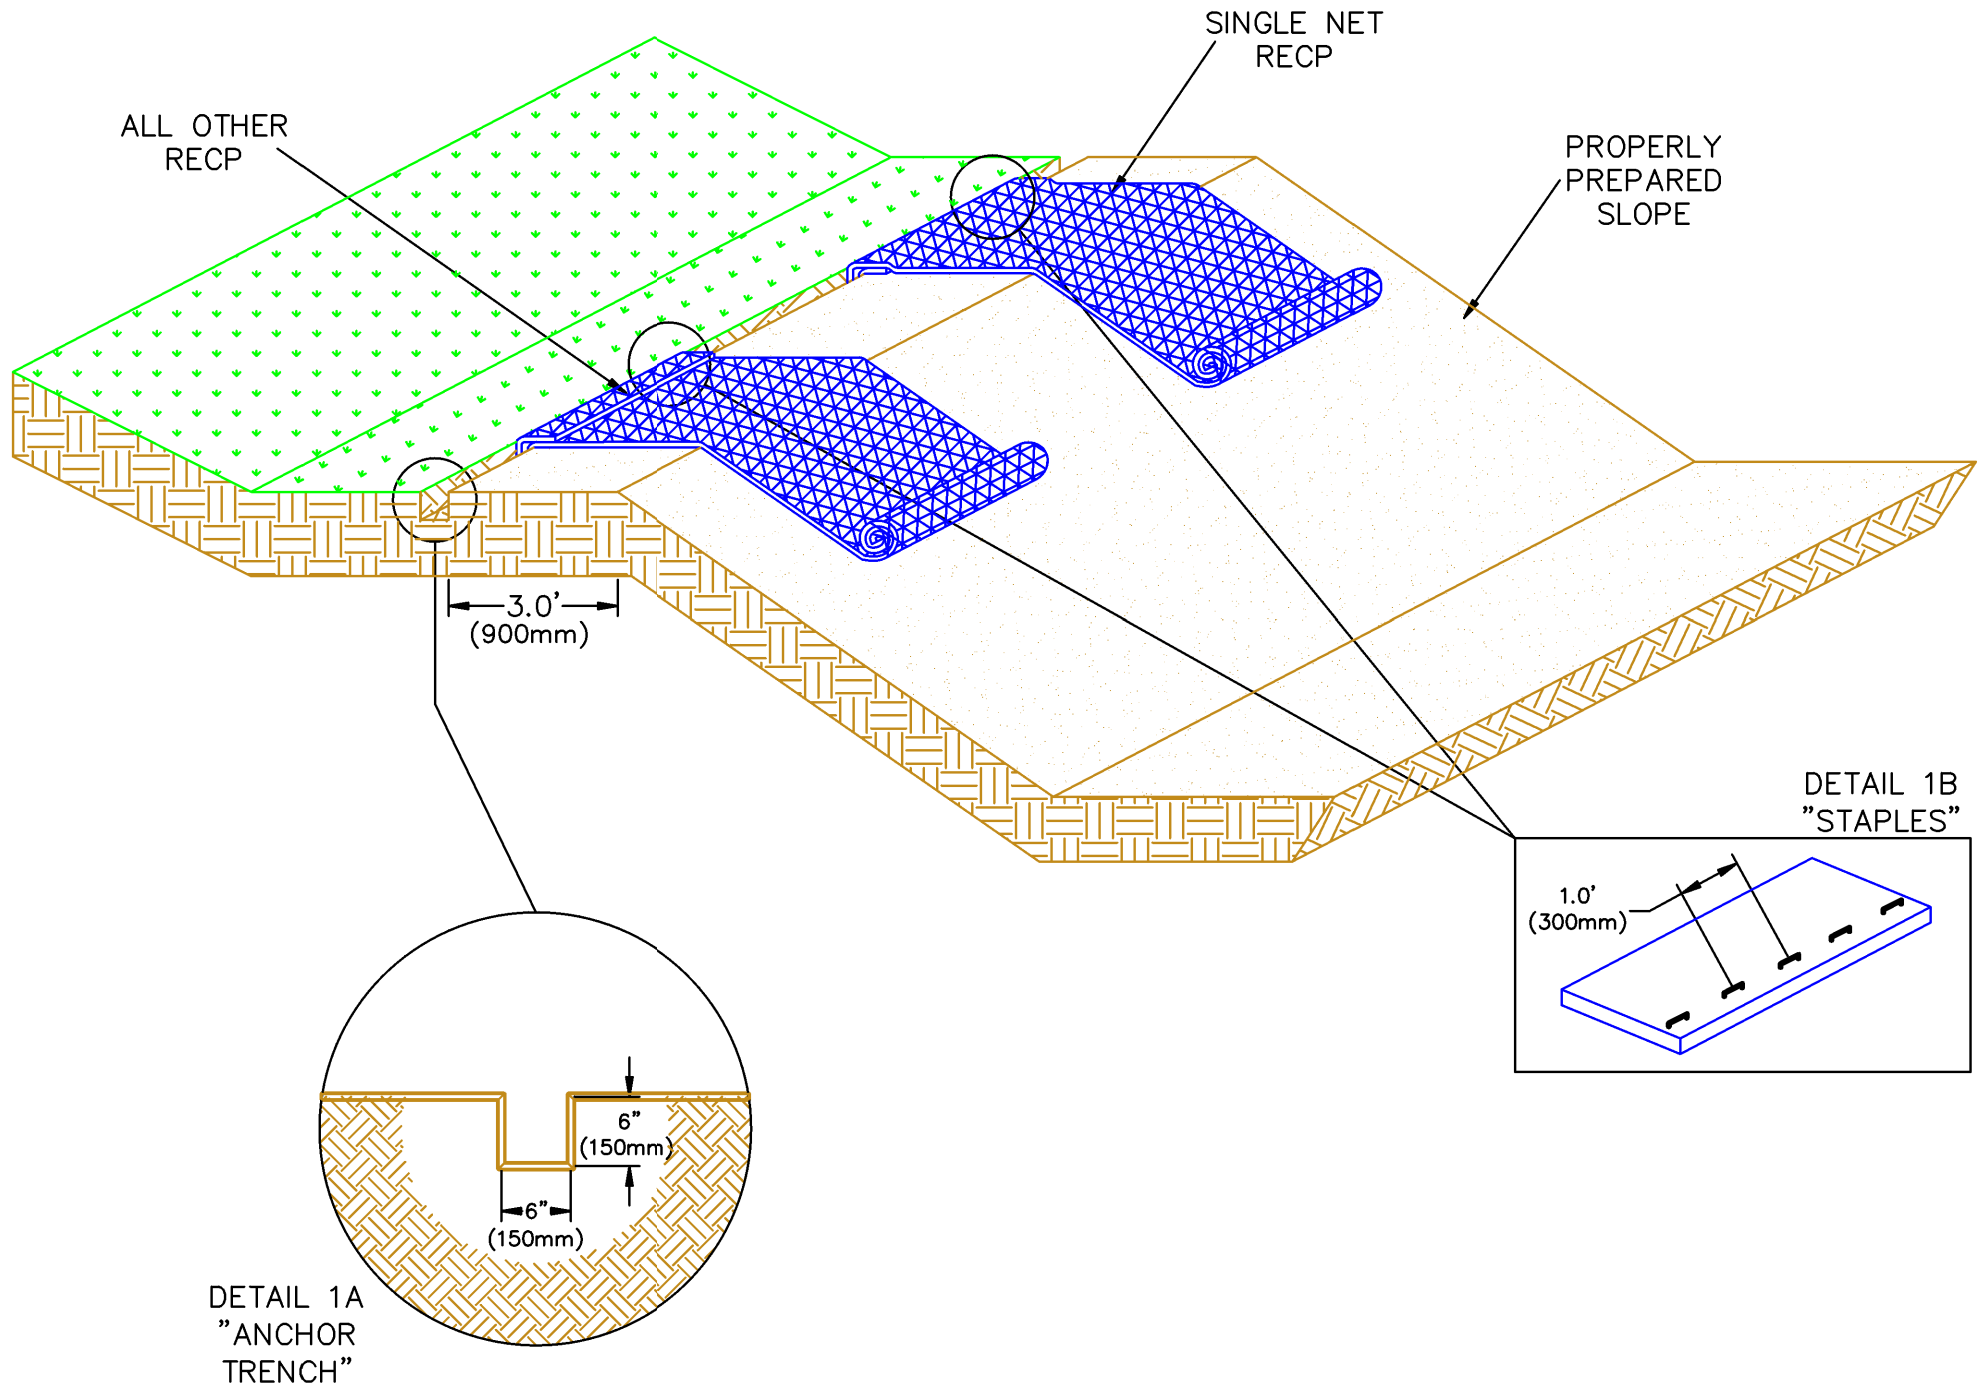 SINGLE NET
RECP
ALL OTHER
RECP
PROPERLY
PREPARED
SLOPE
3.0'
(900mm)
DETAIL 1B
"STAPLES"
1.0'
(300mm)
6"
(150mm)
6"
(150mm)
DETAIL 1A
"ANCHOR
TRENCH"